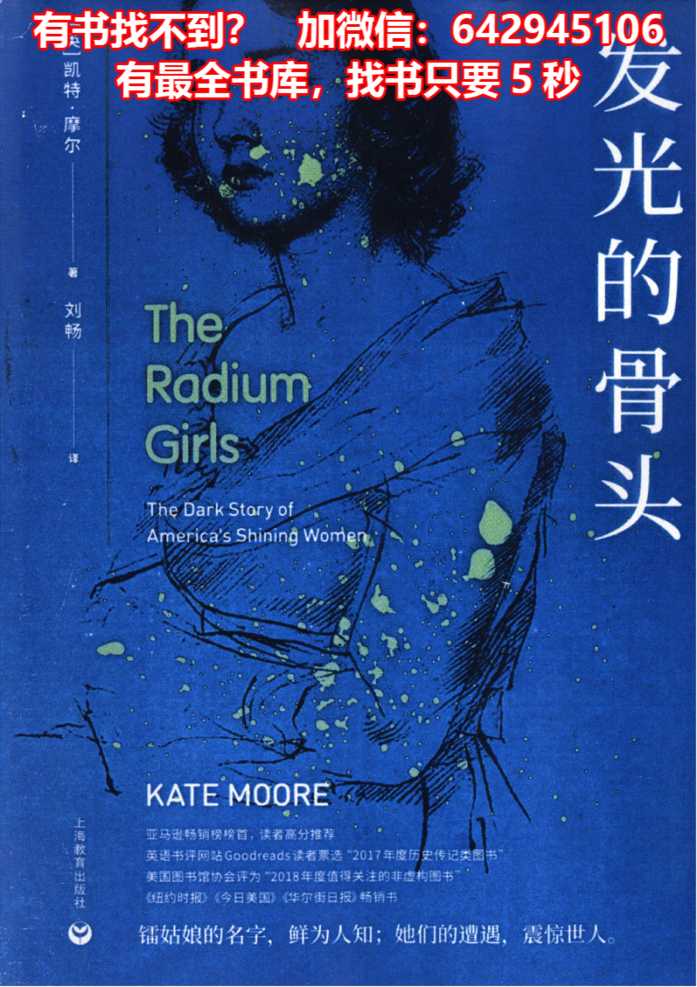 有书找不到？ 加微信：642945106
有最全书库，找书只要 5 秒
发光的骨头
[英]凯特·摩尔
著
刘畅
译
The
Radium
Girls
The Dark Story of
America's Shining Women
KATE MOORE
亚马逊畅销榜榜首，读者高分推荐
英语书评网站Goodreads读者票选“2017年度历史传记类图书”
美国图书馆协会评为“2018年度值得关注的非虚构图书”
《纽约时报》《今日美国》《华尔街日报》畅销书
上海教育出版社
镭姑娘的名字，鲜为人知；她们的遭遇，震惊世人。